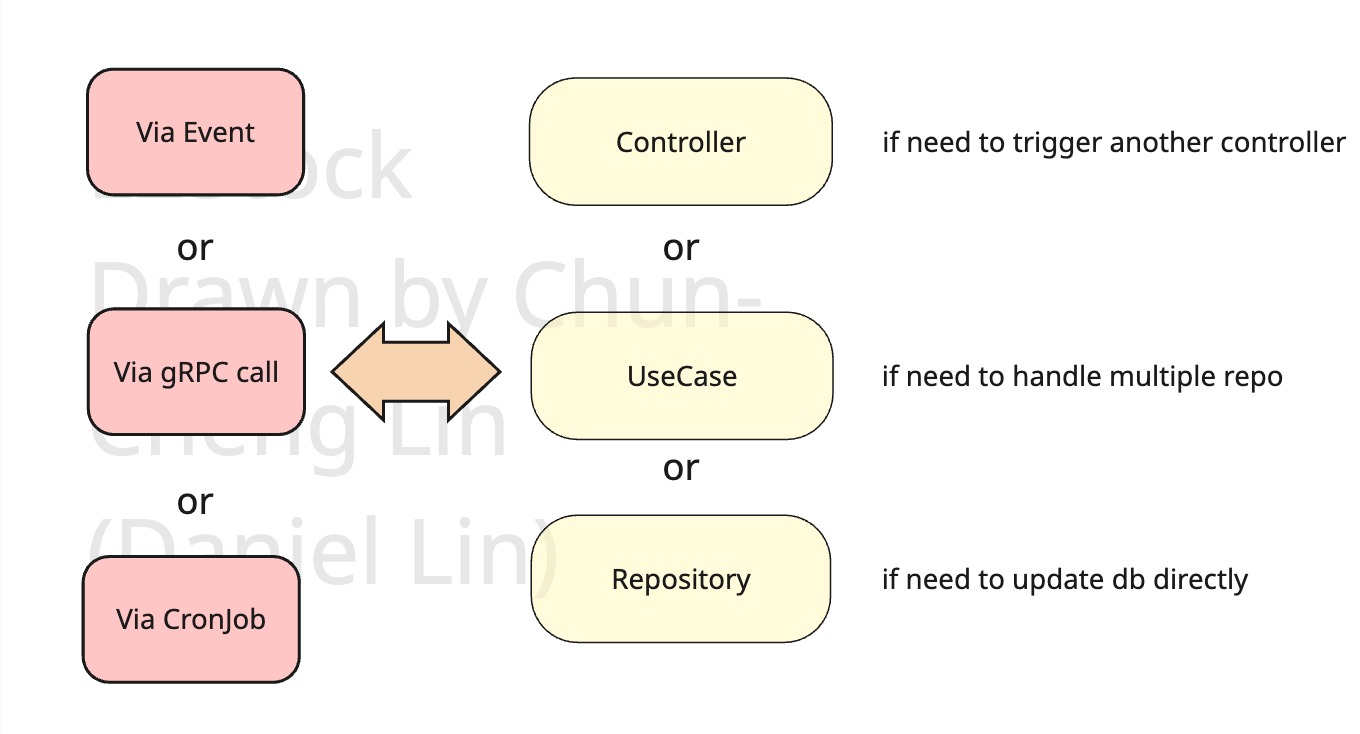 Via Event
Controller
if need to trigger another controller
or
or
Drawn by Chun-
Via gRPC call
UseCase
if need to handle multiple repo
Cheng Lin
or
or
(Daniel Lin)
Via CronJob
Repository
if need to update db directly